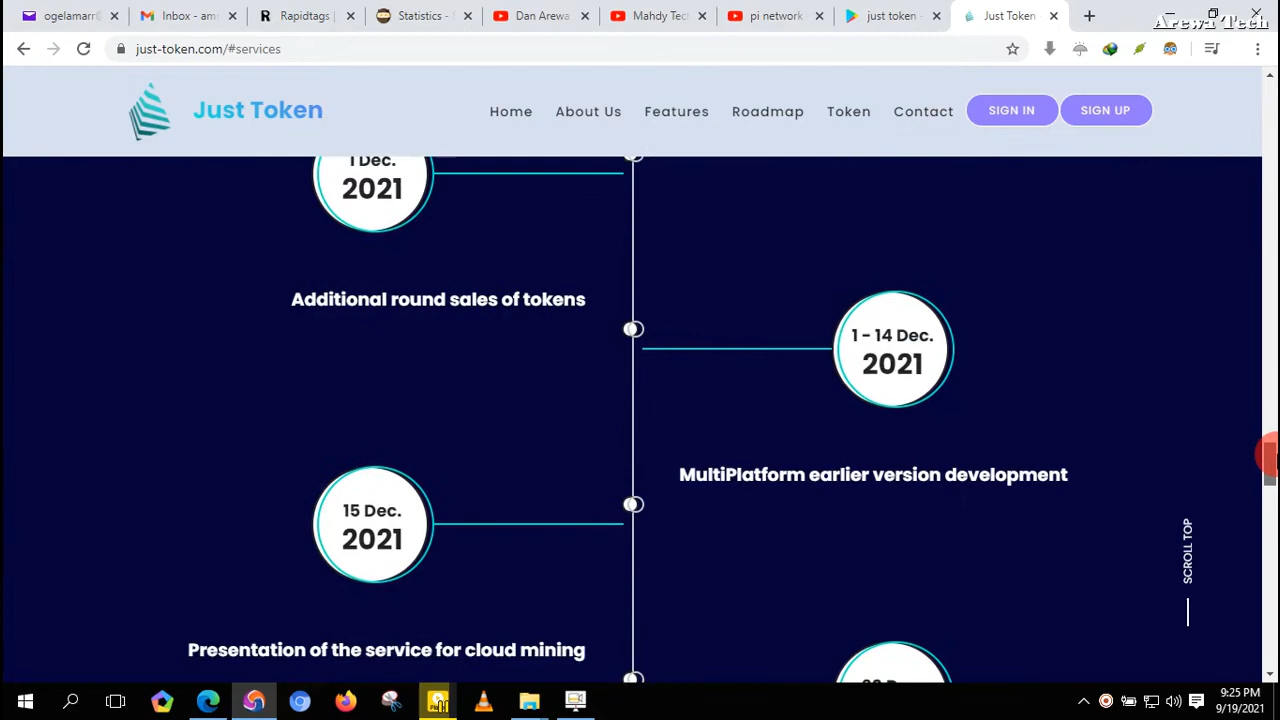 ogelamarr@
Inbox - am
Rapidtags |
Statistics - S
Dan Arewa
Mandy Tec
pi network
just token -
Just Token
Arewa Tech
just-token.com/#services
Just Token
Home About Us Features Roadmap Token Contact SIGN IN SIGN UP
1 Dec.
2021
Additional round sales of tokens
1 - 14 Dec.
2021
MultiPlatform earlier version development
15 Dec.
2021
SCROLL TOP
Presentation of the service for cloud mining
9:25 PM
9/19/2021